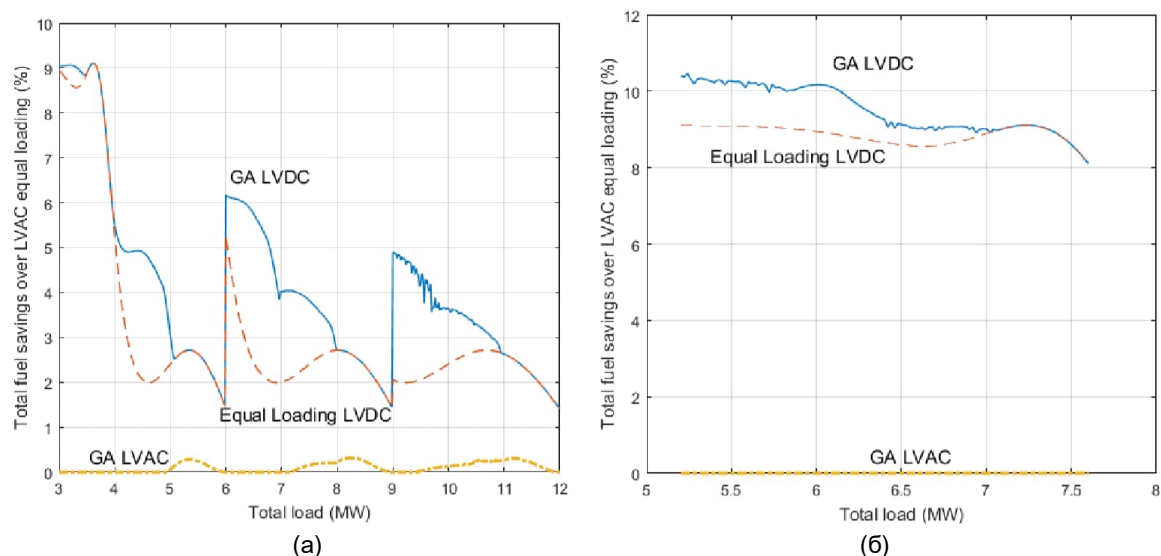 Total fuel savings over LVAC equal loading (%)
10
9
8
7
6
5
4
3
2
1
0
GA LVDC
Equal Loading LVDC
GA LVAC
3 4 5 6 7 8 9 10 11 12
Total load (MW)
(а)
Total fuel savings over LVAC equal loading (%)
12
10
8
6
4
2
0
GA LVDC
Equal Loading LVDC
GA LVAC
5 5.5 6 6.5 7 7.5 8
Total load (MW)
(б)